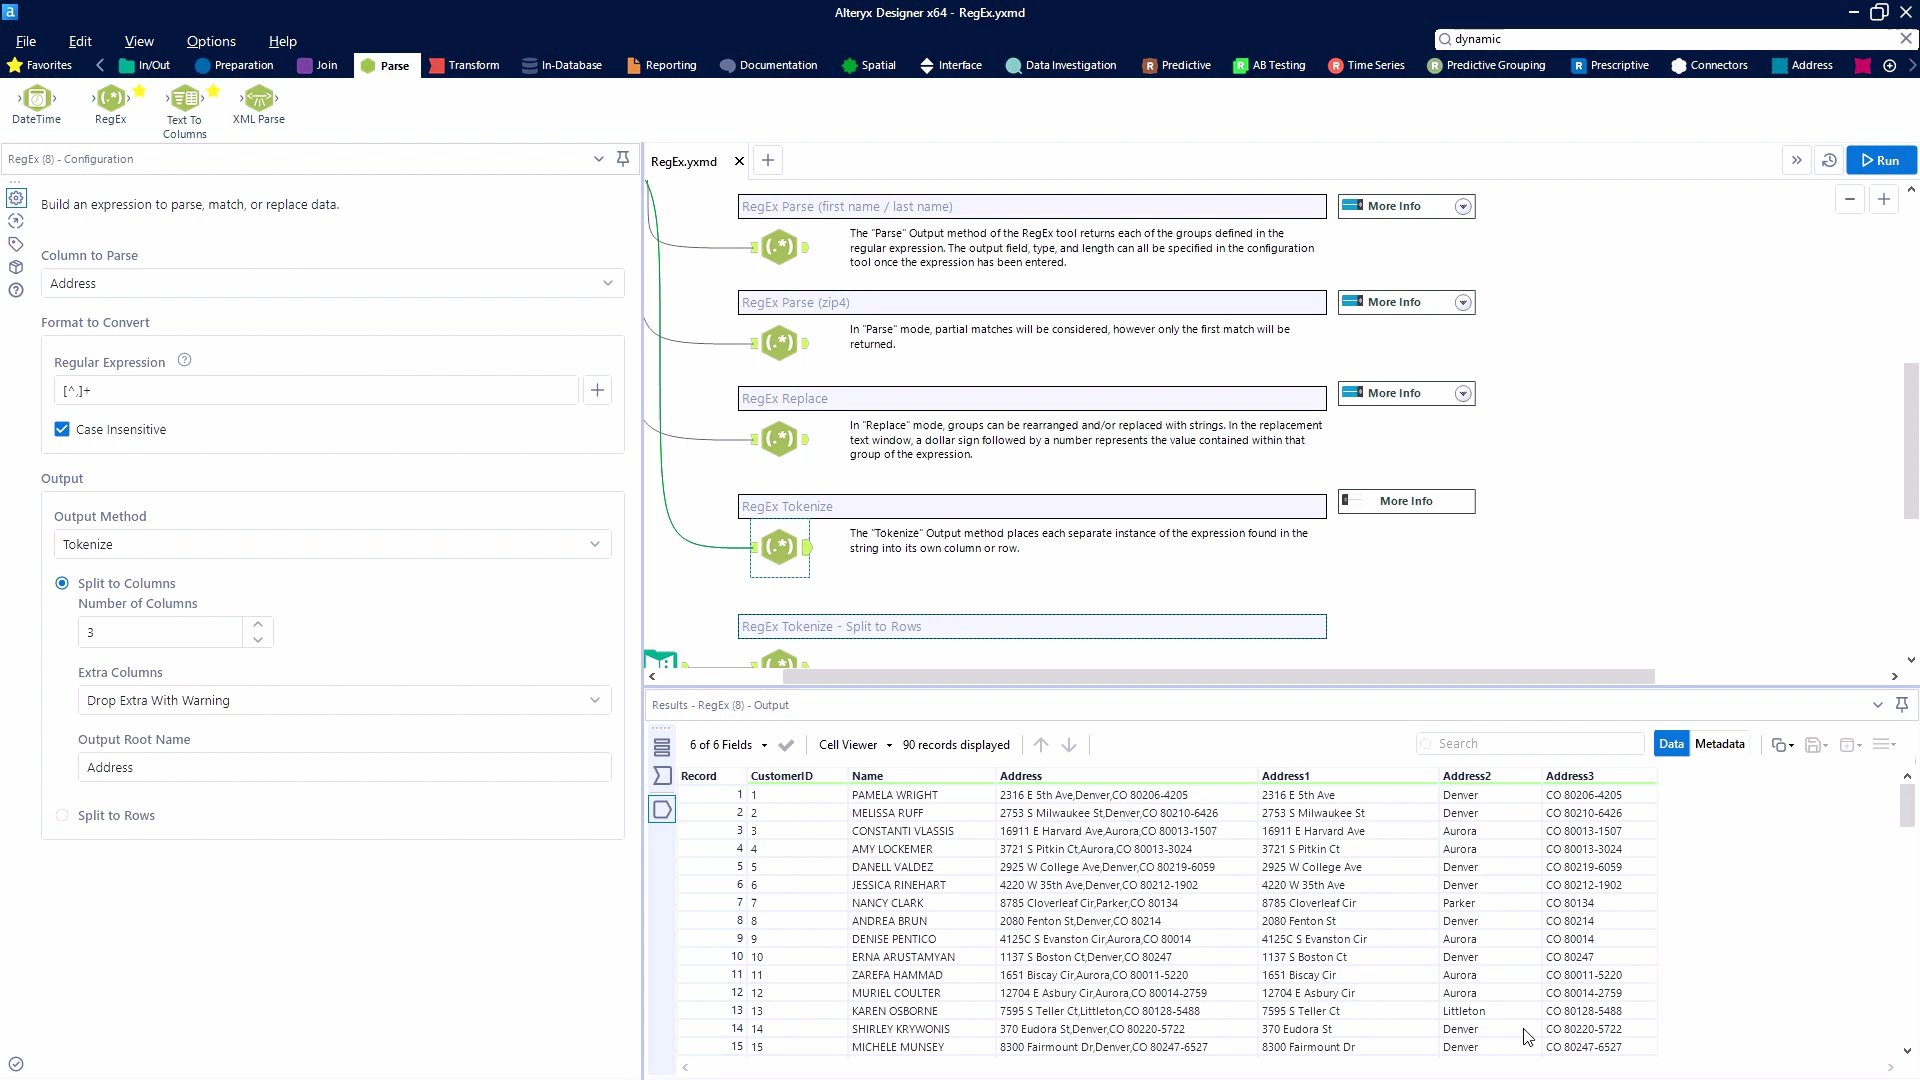 Alteryx Designer x64 - RegEx.yxmd
File Edit View Options Help
dynamic
Favorites In/Out Preparation Join Parse Transform In-Database Reporting Documentation Spatial Interface Data Investigation Predictive AB Testing Time Series Predictive Grouping Prescriptive Connectors Address
DateTime RegEx Text To Columns XML Parse
RegEx (8) - Configuration
Build an expression to parse, match, or replace data.
Column to Parse
Address
Format to Convert
Regular Expression
[^,]+
Case Insensitive
Output
Output Method
Tokenize
Split to Columns
Number of Columns
3
Extra Columns
Drop Extra With Warning
Output Root Name
Address
Split to Rows
RegEx.yxmd
Run
RegEx Parse (first name / last name)
More Info
The "Parse" Output method of the RegEx tool returns each of the groups defined in the
regular expression. The output field, type, and length can all be specified in the configuration
tool once the expression has been entered.
RegEx Parse (zip4)
More Info
In "Parse" mode, partial matches will be considered, however only the first match will be
returned.
RegEx Replace
More Info
In "Replace" mode, groups can be rearranged and/or replaced with strings. In the replacement
text window, a dollar sign followed by a number represents the value contained within that
group of the expression.
RegEx Tokenize
More Info
The "Tokenize" Output method places each separate instance of the expression found in the
string into its own column or row.
RegEx Tokenize - Split to Rows
Results - RegEx (8) - Output
6 of 6 Fields Cell Viewer 90 records displayed Search Data Metadata
Record CustomerID Name Address Address1 Address2 Address3
1 1 PAMELA WRIGHT 2316 E 5th Ave,Denver,CO 80206-4205 2316 E 5th Ave Denver CO 80206-4205
2 2 MELISSA RUFF 2753 S Milwaukee St,Denver,CO 80210-6426 2753 S Milwaukee St Denver CO 80210-6426
3 3 CONSTANTI VLASSIS 16911 E Harvard Ave,Aurora,CO 80013-1507 16911 E Harvard Ave Aurora CO 80013-1507
4 4 AMY LOCKEMER 3721 S Pitkin Ct,Aurora,CO 80013-3024 3721 S Pitkin Ct Aurora CO 80013-3024
5 5 DANELL VALDEZ 2925 W College Ave,Denver,CO 80219-6059 2925 W College Ave Denver CO 80219-6059
6 6 JESSICA RINEHART 4220 W 35th Ave,Denver,CO 80212-1902 4220 W 35th Ave Denver CO 80212-1902
7 7 NANCY CLARK 8785 Cloverleaf Cir,Parker,CO 80134 8785 Cloverleaf Cir Parker CO 80134
8 8 ANDREA BRUN 2080 Fenton St,Denver,CO 80214 2080 Fenton St Denver CO 80214
9 9 DENISE PENTICO 4125C S Evanston Cir,Aurora,CO 80014 4125C S Evanston Cir Aurora CO 80014
10 10 ERNA ARUSTAMYAN 1137 S Boston Ct,Denver,CO 80247 1137 S Boston Ct Denver CO 80247
11 11 ZAREFA HAMMAD 1651 Biscay Cir,Aurora,CO 80011-5220 1651 Biscay Cir Aurora CO 80011-5220
12 12 MURIEL COULTER 12704 E Asbury Cir,Aurora,CO 80014-2759 12704 E Asbury Cir Aurora CO 80014-2759
13 13 KAREN OSBORNE 7595 S Teller Ct,Littleton,CO 80128-5488 7595 S Teller Ct Littleton CO 80128-5488
14 14 SHIRLEY KRYWONIS 370 Eudora St,Denver,CO 80220-5722 370 Eudora St Denver CO 80220-5722
15 15 MICHELE MUNSEY 8300 Fairmount Dr,Denver,CO 80247-6527 8300 Fairmount Dr Denver CO 80247-6527